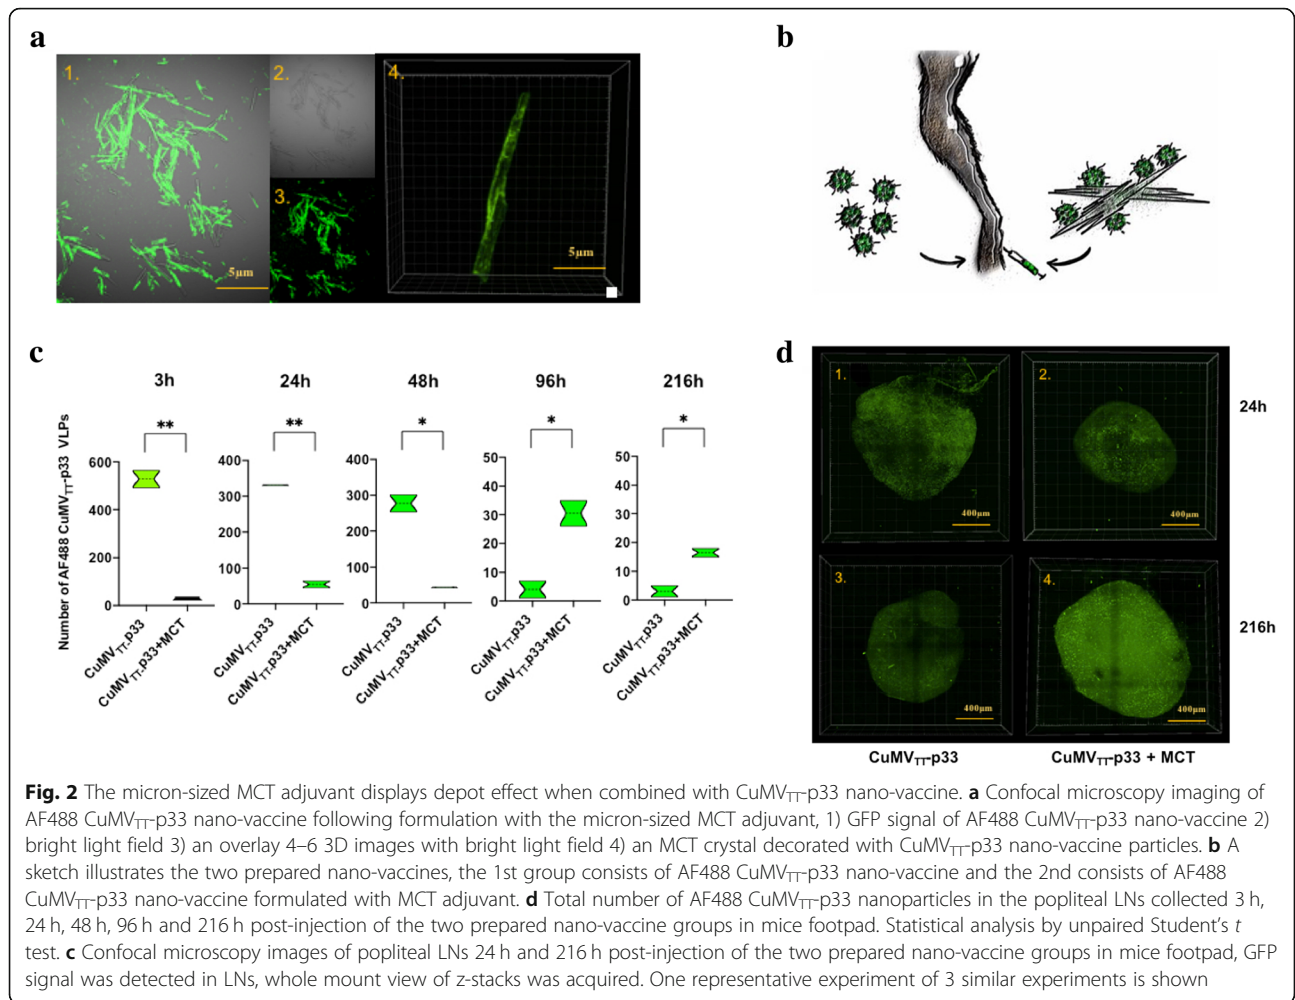 a
1.
2.
3.
4.
5µm
5µm
b
c
3h
24h
48h
96h
216h
**
**
*
*
*
Number of AF488 CuMVTT-p33 VLPs
600
400
200
0
400
300
200
100
0
400
300
200
100
0
50
40
30
20
10
0
50
40
30
20
10
0
CuMVTT.p33
CuMVTT.p33+MCT
CuMVTT.p33
CuMVTT.p33+MCT
CuMVTT.p33
CuMVTT.p33+MCT
CuMVTT.p33
CuMVTT.p33+MCT
CuMVTT.p33
CuMVTT.p33+MCT
d
1.
2.
24h
400µm
400µm
3.
4.
216h
400µm
400µm
CuMVTT-p33
CuMVTT-p33 + MCT
Fig. 2 The micron-sized MCT adjuvant displays depot effect when combined with CuMVTT-p33 nano-vaccine. a Confocal microscopy imaging of
AF488 CuMVTT-p33 nano-vaccine following formulation with the micron-sized MCT adjuvant, 1) GFP signal of AF488 CuMVTT-p33 nano-vaccine 2)
bright light field 3) an overlay 4–6 3D images with bright light field 4) an MCT crystal decorated with CuMVTT-p33 nano-vaccine particles. b A
sketch illustrates the two prepared nano-vaccines, the 1st group consists of AF488 CuMVTT-p33 nano-vaccine and the 2nd consists of AF488
CuMVTT-p33 nano-vaccine formulated with MCT adjuvant. d Total number of AF488 CuMVTT-p33 nanoparticles in the popliteal LNs collected 3 h,
24 h, 48 h, 96 h and 216 h post-injection of the two prepared nano-vaccine groups in mice footpad. Statistical analysis by unpaired Student's t
test. c Confocal microscopy images of popliteal LNs 24 h and 216 h post-injection of the two prepared nano-vaccine groups in mice footpad, GFP
signal was detected in LNs, whole mount view of z-stacks was acquired. One representative experiment of 3 similar experiments is shown